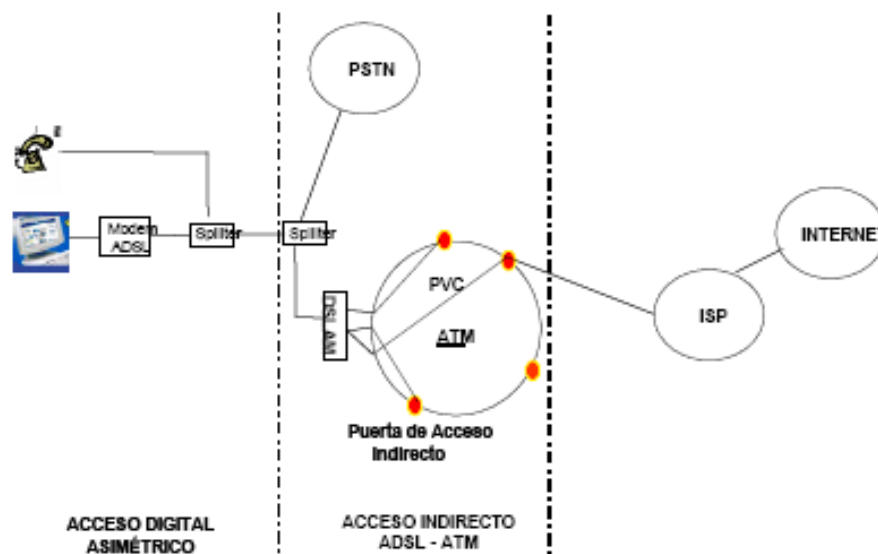 PSTN
Modem
ADSL
Splitter
Splitter
DSLAM
PVC
ATM
INTERNET
ISP
Puerta de Acceso
Indirecto
ACCESO DIGITAL
ASIMÉTRICO
ACCESO INDIRECTO
ADSL - ATM